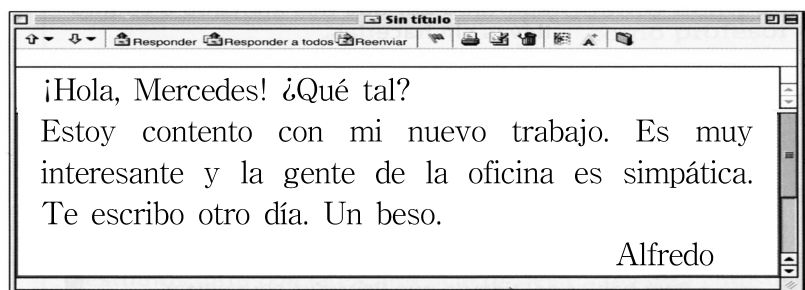 Sin título
Responder Responder a todos Reenviar
¡Hola, Mercedes! ¿Qué tal?
Estoy contento con mi nuevo trabajo. Es muy
interesante y la gente de la oficina es simpática.
Te escribo otro día. Un beso.
Alfredo